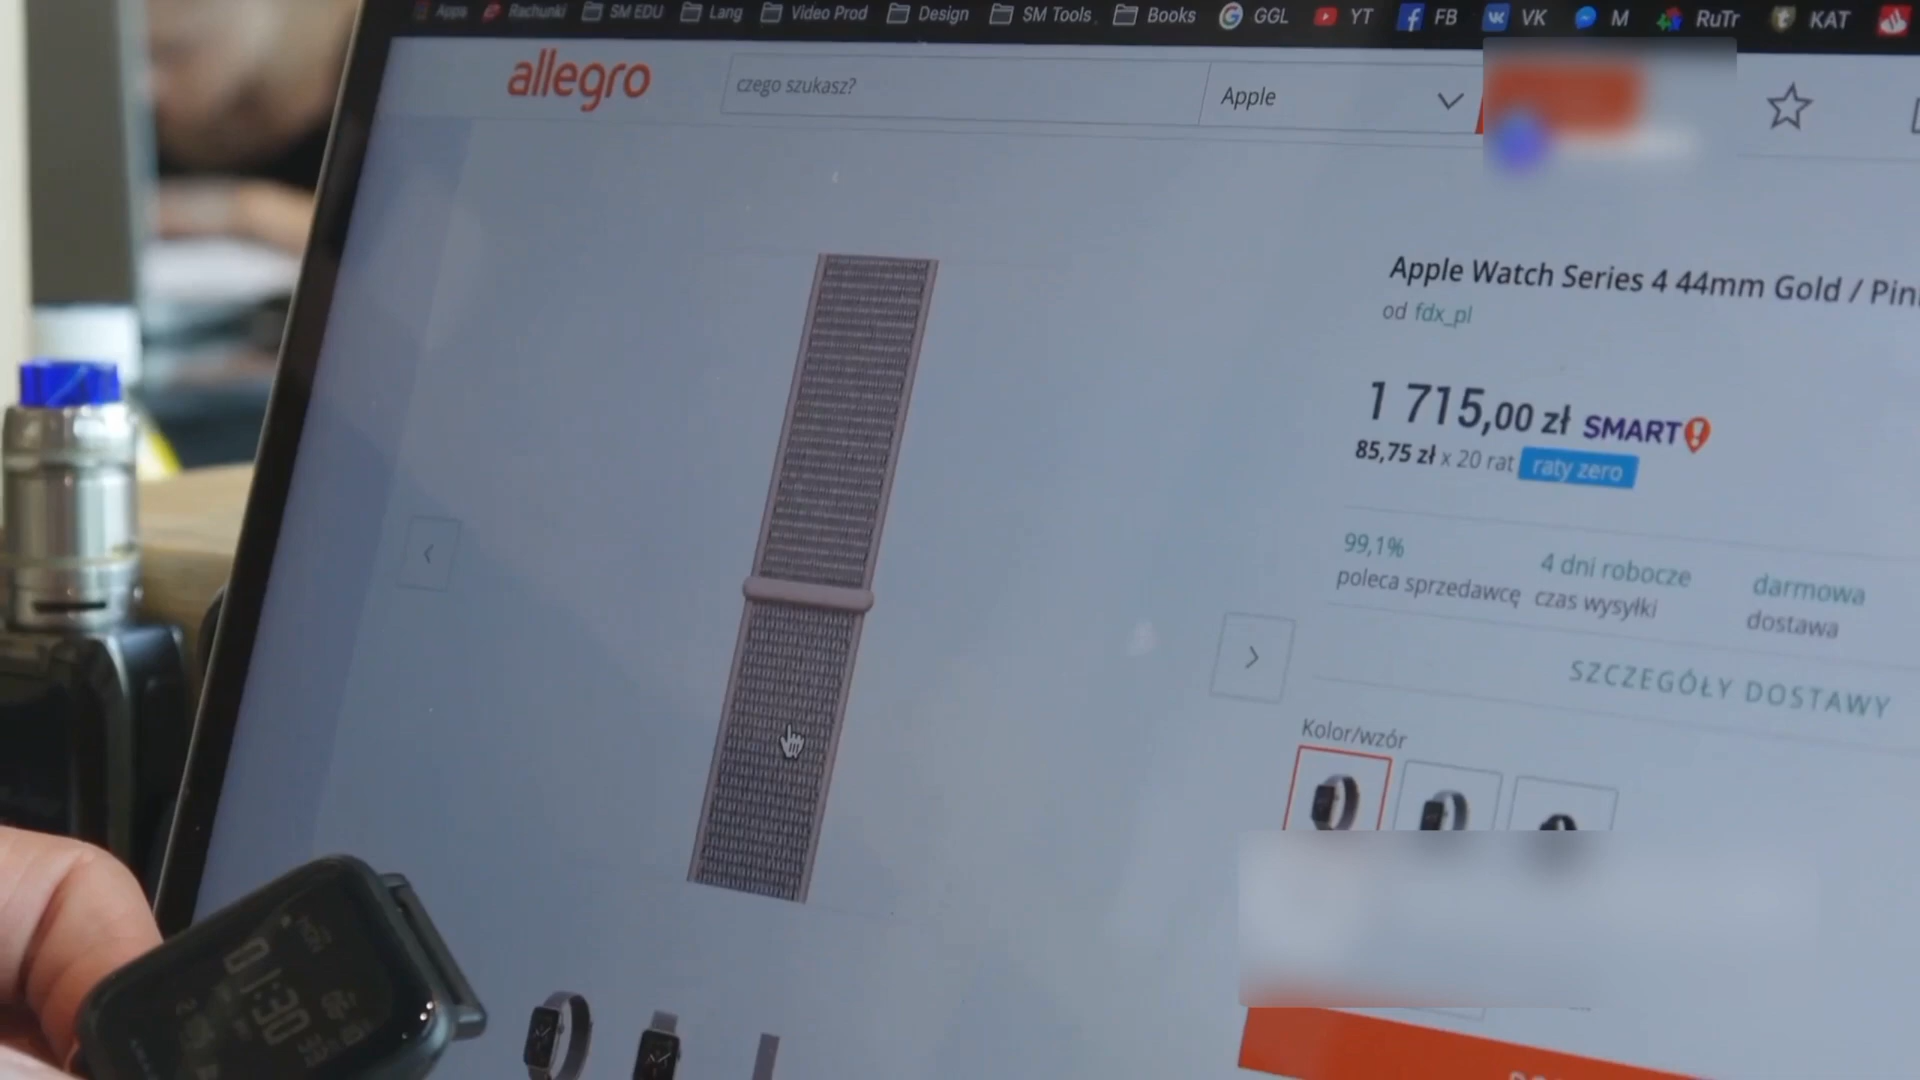 Apps Rachunki SM EDU Lang Video Prod Design SM Tools Books GGL YT FB VK M RuTr KAT
allegro
czego szukasz?
Apple
Apple Watch Series 4 44mm Gold / Pin
od fdx_pl
1 715,00 zł SMART!
85,75 zł x 20 rat raty zero
99,1%
poleca sprzedawcę
4 dni robocze
czas wysyłki
darmowa
dostawa
SZCZEGÓŁY DOSTAWY
Kolor/wzór
01:30